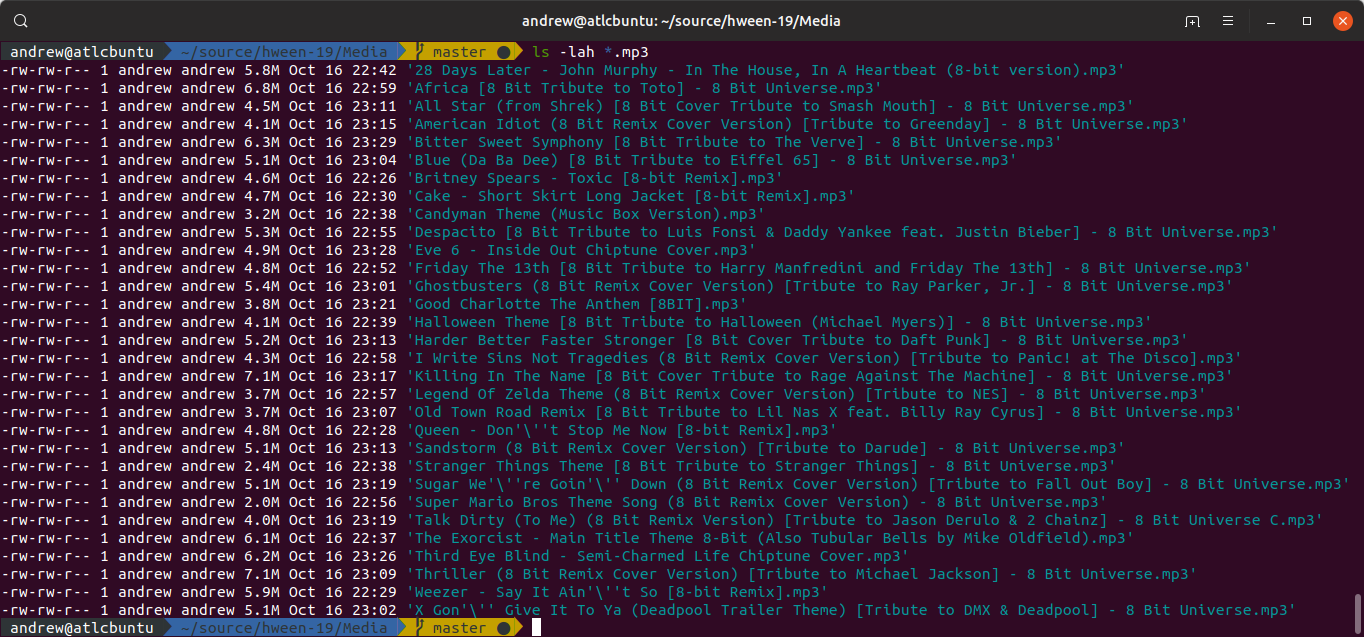 andrew@atlcbuntu: ~/source/hween-19/Media
andrew@atlcbuntu ~/source/hween-19/Media master ● ls -lah *.mp3
-rw-rw-r-- 1 andrew andrew 5.8M Oct 16 22:42 '28 Days Later - John Murphy - In The House, In A Heartbeat (8-bit version).mp3'
-rw-rw-r-- 1 andrew andrew 6.8M Oct 16 22:59 'Africa [8 Bit Tribute to Toto] - 8 Bit Universe.mp3'
-rw-rw-r-- 1 andrew andrew 4.5M Oct 16 23:11 'All Star (from Shrek) [8 Bit Cover Tribute to Smash Mouth] - 8 Bit Universe.mp3'
-rw-rw-r-- 1 andrew andrew 4.1M Oct 16 23:15 'American Idiot (8 Bit Remix Cover Version) [Tribute to Greenday] - 8 Bit Universe.mp3'
-rw-rw-r-- 1 andrew andrew 6.3M Oct 16 23:29 'Bitter Sweet Symphony [8 Bit Tribute to The Verve] - 8 Bit Universe.mp3'
-rw-rw-r-- 1 andrew andrew 5.1M Oct 16 23:04 'Blue (Da Ba Dee) [8 Bit Tribute to Eiffel 65] - 8 Bit Universe.mp3'
-rw-rw-r-- 1 andrew andrew 4.6M Oct 16 22:26 'Britney Spears - Toxic [8-bit Remix].mp3'
-rw-rw-r-- 1 andrew andrew 4.7M Oct 16 22:30 'Cake - Short Skirt Long Jacket [8-bit Remix].mp3'
-rw-rw-r-- 1 andrew andrew 3.2M Oct 16 22:38 'Candyman Theme (Music Box Version).mp3'
-rw-rw-r-- 1 andrew andrew 5.3M Oct 16 22:55 'Despacito [8 Bit Tribute to Luis Fonsi & Daddy Yankee feat. Justin Bieber] - 8 Bit Universe.mp3'
-rw-rw-r-- 1 andrew andrew 4.9M Oct 16 23:28 'Eve 6 - Inside Out Chiptune Cover.mp3'
-rw-rw-r-- 1 andrew andrew 4.8M Oct 16 22:52 'Friday The 13th [8 Bit Tribute to Harry Manfredini and Friday The 13th] - 8 Bit Universe.mp3'
-rw-rw-r-- 1 andrew andrew 5.4M Oct 16 23:01 'Ghostbusters (8 Bit Remix Cover Version) [Tribute to Ray Parker, Jr.] - 8 Bit Universe.mp3'
-rw-rw-r-- 1 andrew andrew 3.8M Oct 16 23:21 'Good Charlotte The Anthem [8BIT].mp3'
-rw-rw-r-- 1 andrew andrew 4.1M Oct 16 22:39 'Halloween Theme [8 Bit Tribute to Halloween (Michael Myers)] - 8 Bit Universe.mp3'
-rw-rw-r-- 1 andrew andrew 5.2M Oct 16 23:13 'Harder Better Faster Stronger [8 Bit Cover Tribute to Daft Punk] - 8 Bit Universe.mp3'
-rw-rw-r-- 1 andrew andrew 4.3M Oct 16 22:58 'I Write Sins Not Tragedies (8 Bit Remix Cover Version) [Tribute to Panic! at The Disco].mp3'
-rw-rw-r-- 1 andrew andrew 7.1M Oct 16 23:17 'Killing In The Name [8 Bit Cover Tribute to Rage Against The Machine] - 8 Bit Universe.mp3'
-rw-rw-r-- 1 andrew andrew 3.7M Oct 16 22:57 'Legend Of Zelda Theme (8 Bit Remix Cover Version) [Tribute to NES] - 8 Bit Universe.mp3'
-rw-rw-r-- 1 andrew andrew 3.7M Oct 16 23:07 'Old Town Road Remix [8 Bit Tribute to Lil Nas X feat. Billy Ray Cyrus] - 8 Bit Universe.mp3'
-rw-rw-r-- 1 andrew andrew 4.8M Oct 16 22:28 'Queen - Don'\''t Stop Me Now [8-bit Remix].mp3'
-rw-rw-r-- 1 andrew andrew 5.1M Oct 16 23:13 'Sandstorm (8 Bit Remix Cover Version) [Tribute to Darude] - 8 Bit Universe.mp3'
-rw-rw-r-- 1 andrew andrew 2.4M Oct 16 22:38 'Stranger Things Theme [8 Bit Tribute to Stranger Things] - 8 Bit Universe.mp3'
-rw-rw-r-- 1 andrew andrew 5.1M Oct 16 23:19 'Sugar We'\''re Goin'\'' Down (8 Bit Remix Cover Version) [Tribute to Fall Out Boy] - 8 Bit Universe.mp3'
-rw-rw-r-- 1 andrew andrew 2.0M Oct 16 22:56 'Super Mario Bros Theme Song (8 Bit Remix Cover Version) - 8 Bit Universe.mp3'
-rw-rw-r-- 1 andrew andrew 4.0M Oct 16 23:19 'Talk Dirty (To Me) (8 Bit Remix Version) [Tribute to Jason Derulo & 2 Chainz] - 8 Bit Universe C.mp3'
-rw-rw-r-- 1 andrew andrew 6.1M Oct 16 22:37 'The Exorcist - Main Title Theme 8-Bit (Also Tubular Bells by Mike Oldfield).mp3'
-rw-rw-r-- 1 andrew andrew 6.2M Oct 16 23:26 'Third Eye Blind - Semi-Charmed Life Chiptune Cover.mp3'
-rw-rw-r-- 1 andrew andrew 7.1M Oct 16 23:09 'Thriller (8 Bit Remix Cover Version) [Tribute to Michael Jackson] - 8 Bit Universe.mp3'
-rw-rw-r-- 1 andrew andrew 5.9M Oct 16 22:29 'Weezer - Say It Ain'\''t So [8-bit Remix].mp3'
-rw-rw-r-- 1 andrew andrew 5.1M Oct 16 23:02 'X Gon'\'' Give It To Ya (Deadpool Trailer Theme) [Tribute to DMX & Deadpool] - 8 Bit Universe.mp3'
andrew@atlcbuntu ~/source/hween-19/Media master ●